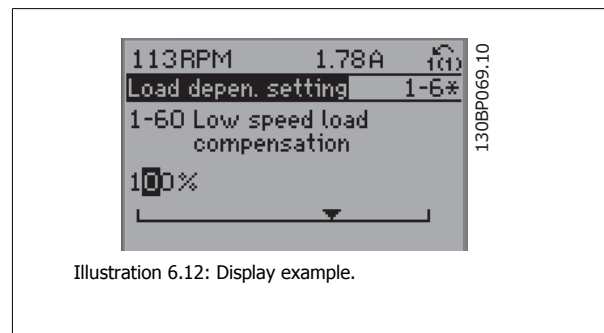 113RPM 1.78A 1(1)
Load depen. setting 1-6*
1-60 Low speed load
compensation
100%
130BP069.10
Illustration 6.12: Display example.